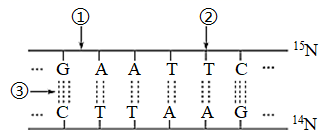 ① ②
¹⁵N
… G A A T T C …
③
… C T T A A G …
¹⁴N